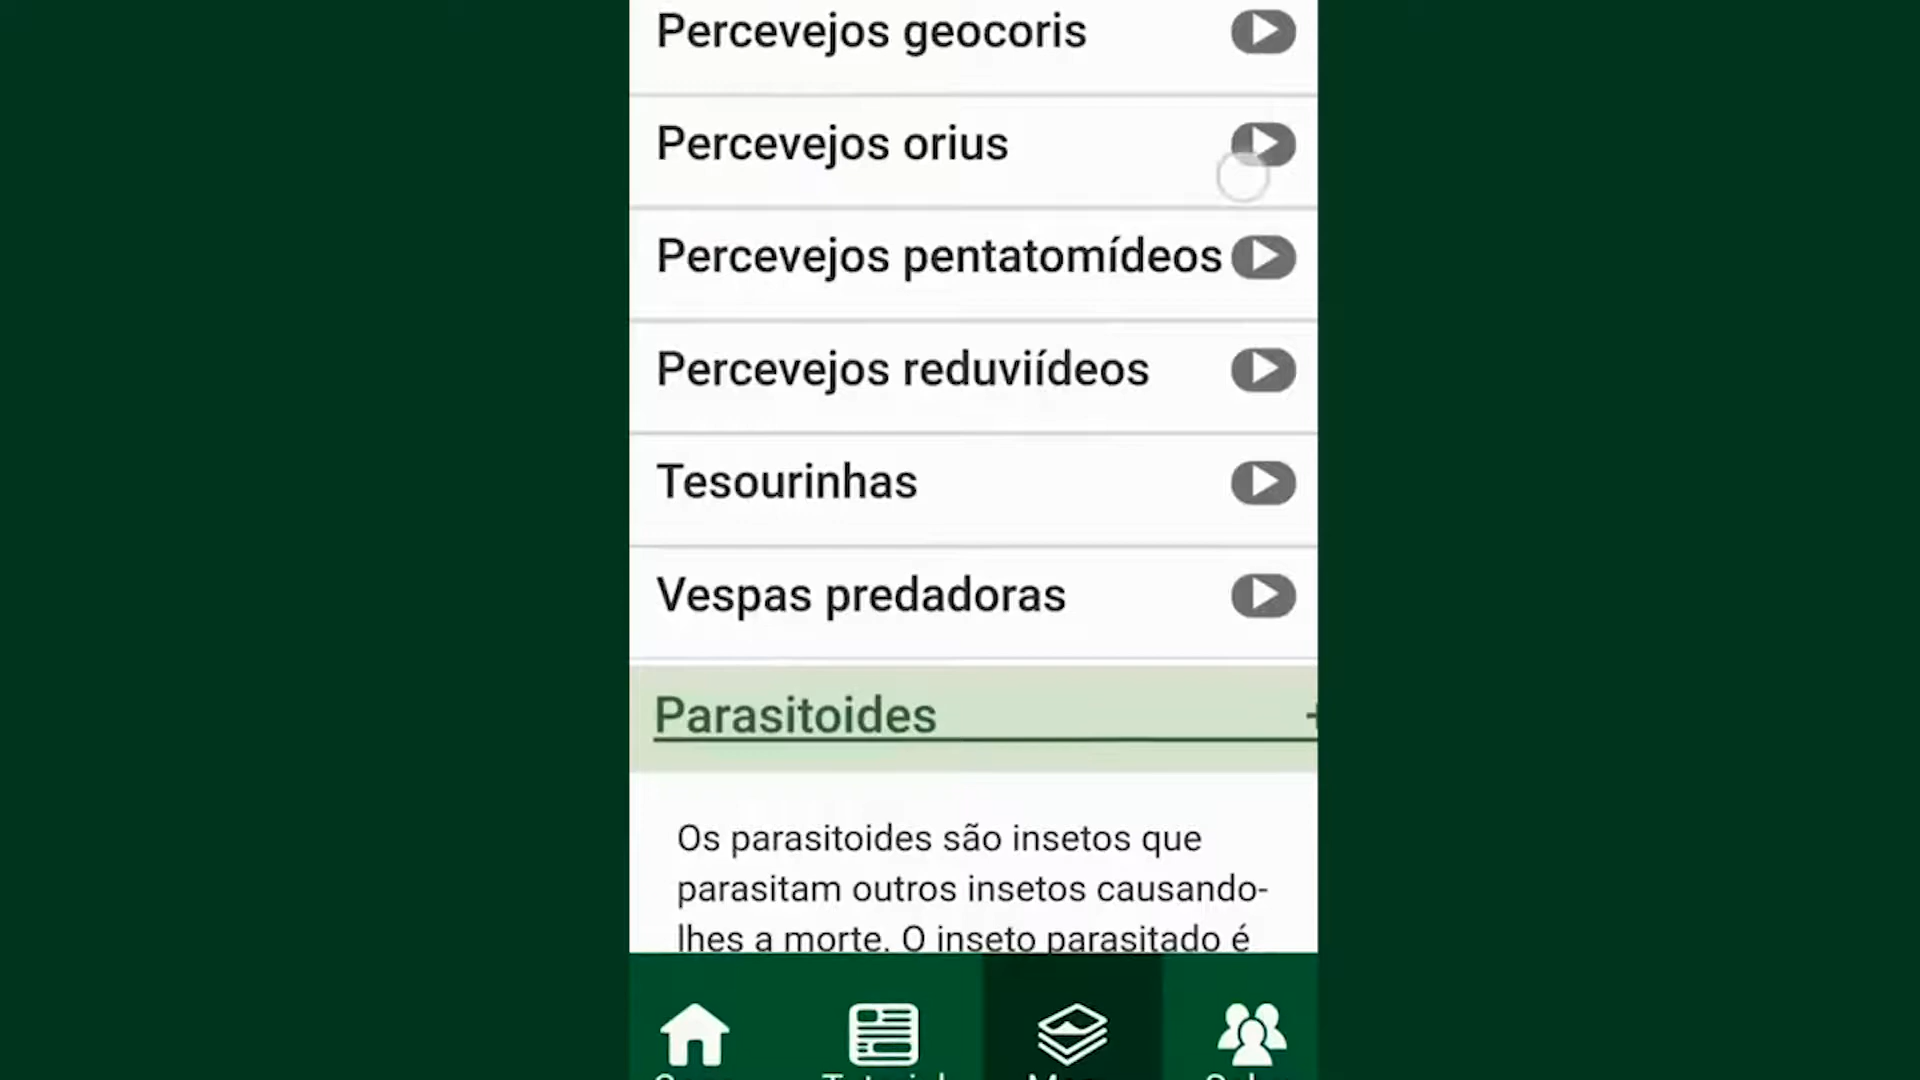 Percevejos geocoris
Percevejos orius
Percevejos pentatomídeos
Percevejos reduviídeos
Tesourinhas
Vespas predadoras
Parasitoides +
Os parasitoides são insetos que
parasitam outros insetos causando-
lhes a morte. O inseto parasitado é